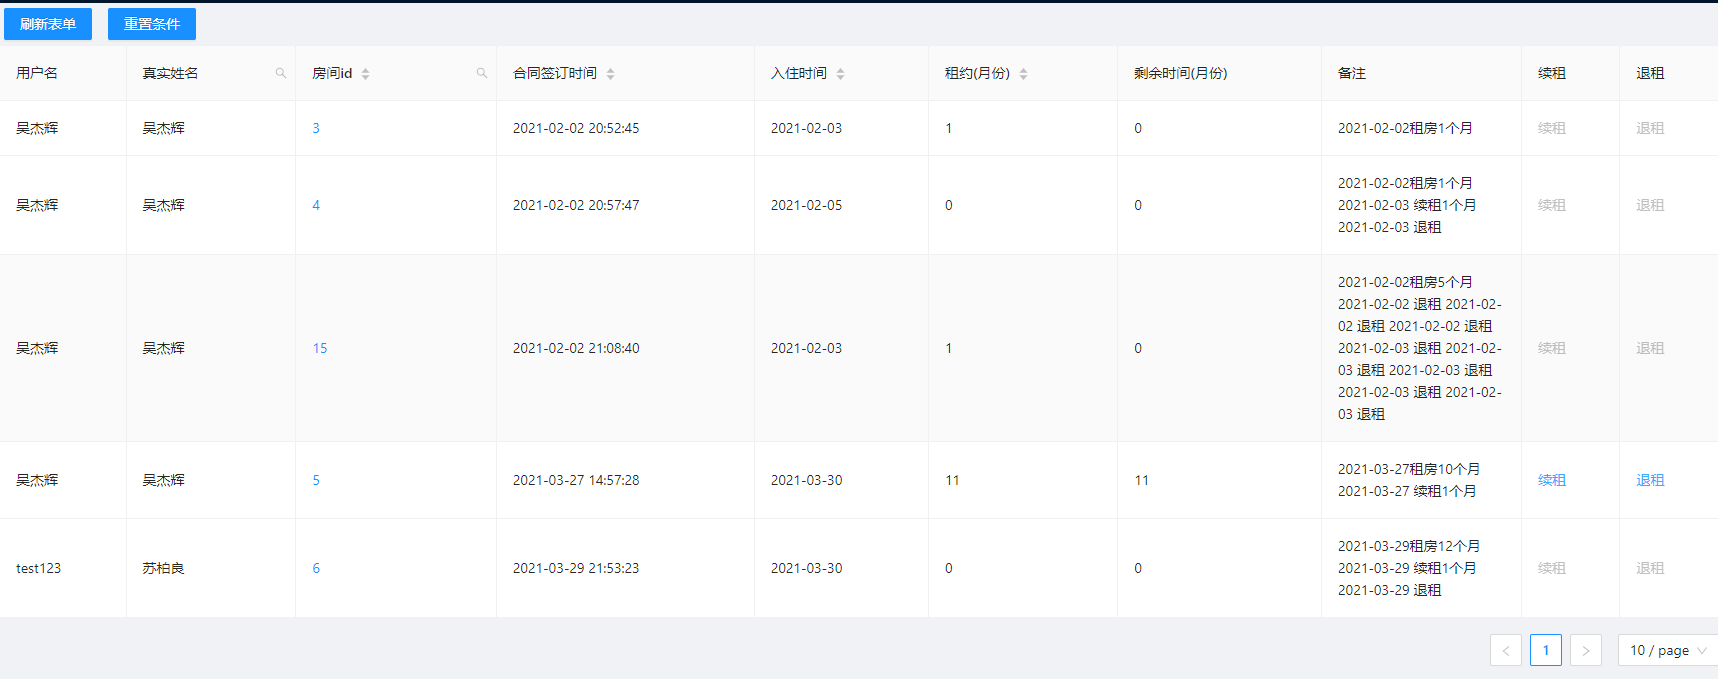 刷新表单 重置条件
用户名 真实姓名 房间id 合同签订时间 入住时间 租约(月份) 剩余时间(月份) 备注 续租 退租
吴杰辉 吴杰辉 3 2021-02-02 20:52:45 2021-02-03 1 0 2021-02-02租房1个月 续租 退租
吴杰辉 吴杰辉 4 2021-02-02 20:57:47 2021-02-05 0 0 2021-02-02租房1个月
2021-02-03 续租1个月
2021-02-03 退租 续租 退租
吴杰辉 吴杰辉 15 2021-02-02 21:08:40 2021-02-03 1 0 2021-02-02租房5个月
2021-02-02 退租 2021-02-
02 退租 2021-02-02 退租
2021-02-03 退租 2021-02-
03 退租 2021-02-03 退租
2021-02-03 退租 2021-02-
03 退租 续租 退租
吴杰辉 吴杰辉 5 2021-03-27 14:57:28 2021-03-30 11 11 2021-03-27租房10个月
2021-03-27 续租1个月 续租 退租
test123 苏柏良 6 2021-03-29 21:53:23 2021-03-30 0 0 2021-03-29租房12个月
2021-03-29 续租1个月
2021-03-29 退租 续租 退租
< 1 > 10 / page